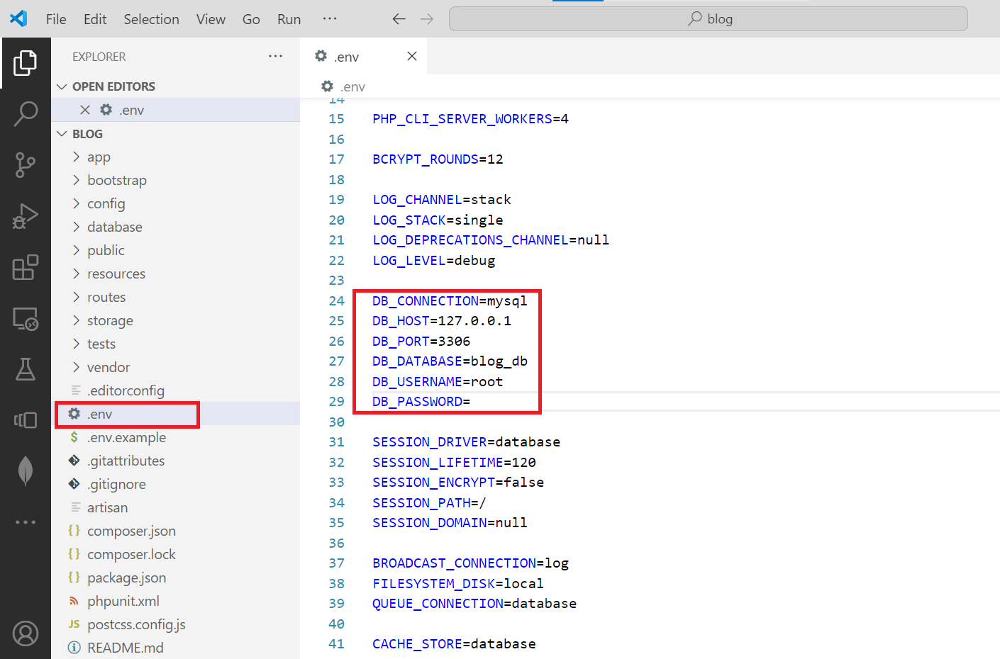 File Edit Selection View Go Run ··· blog
EXPLORER ···
OPEN EDITORS
.env
BLOG
app
bootstrap
config
database
public
resources
routes
storage
tests
vendor
.editorconfig
.env
$ .env.example
.gitattributes
.gitignore
artisan
{} composer.json
{} composer.lock
{} package.json
phpunit.xml
JS postcss.config.js
README.md
.env
.env
14
15 PHP_CLI_SERVER_WORKERS=4
16
17 BCRYPT_ROUNDS=12
18
19 LOG_CHANNEL=stack
20 LOG_STACK=single
21 LOG_DEPRECATIONS_CHANNEL=null
22 LOG_LEVEL=debug
23
24 DB_CONNECTION=mysql
25 DB_HOST=127.0.0.1
26 DB_PORT=3306
27 DB_DATABASE=blog_db
28 DB_USERNAME=root
29 DB_PASSWORD=
30
31 SESSION_DRIVER=database
32 SESSION_LIFETIME=120
33 SESSION_ENCRYPT=false
34 SESSION_PATH=/
35 SESSION_DOMAIN=null
36
37 BROADCAST_CONNECTION=log
38 FILESYSTEM_DISK=local
39 QUEUE_CONNECTION=database
40
41 CACHE_STORE=database